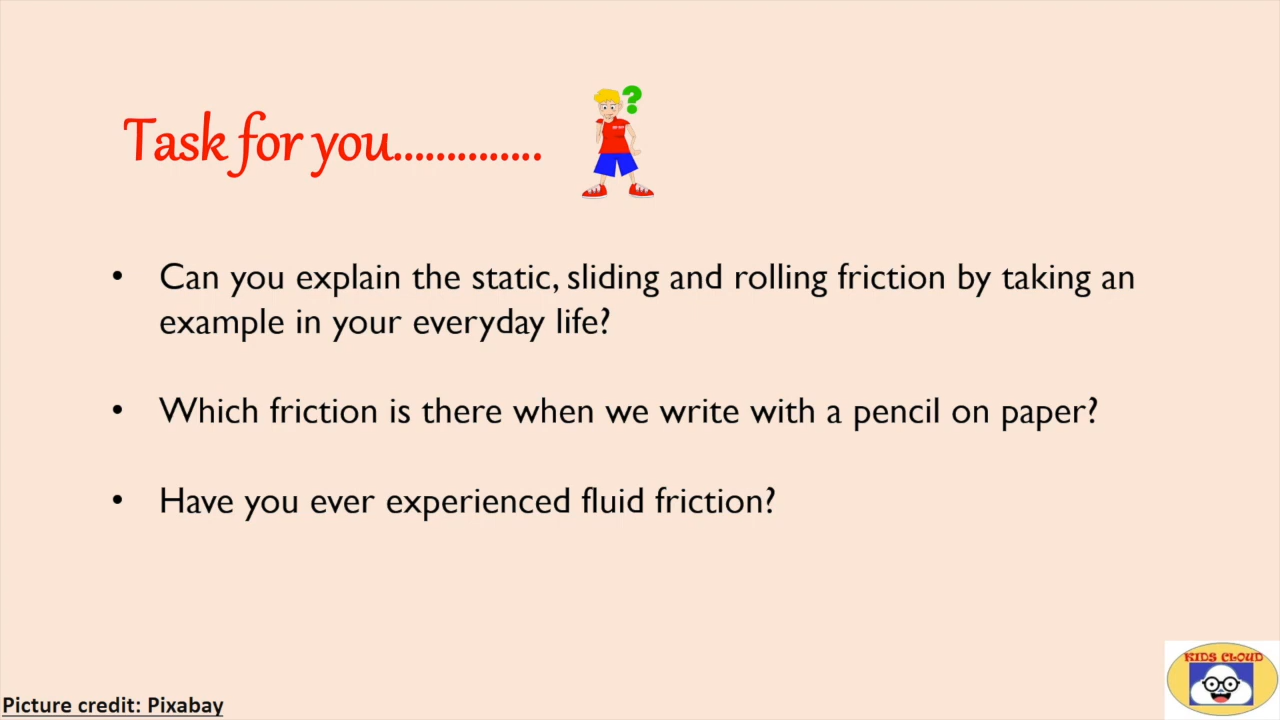 Task for you..............
?
• Can you explain the static, sliding and rolling friction by taking an
example in your everyday life?
• Which friction is there when we write with a pencil on paper?
• Have you ever experienced fluid friction?
KIDS CLOUD
Picture credit: Pixabay